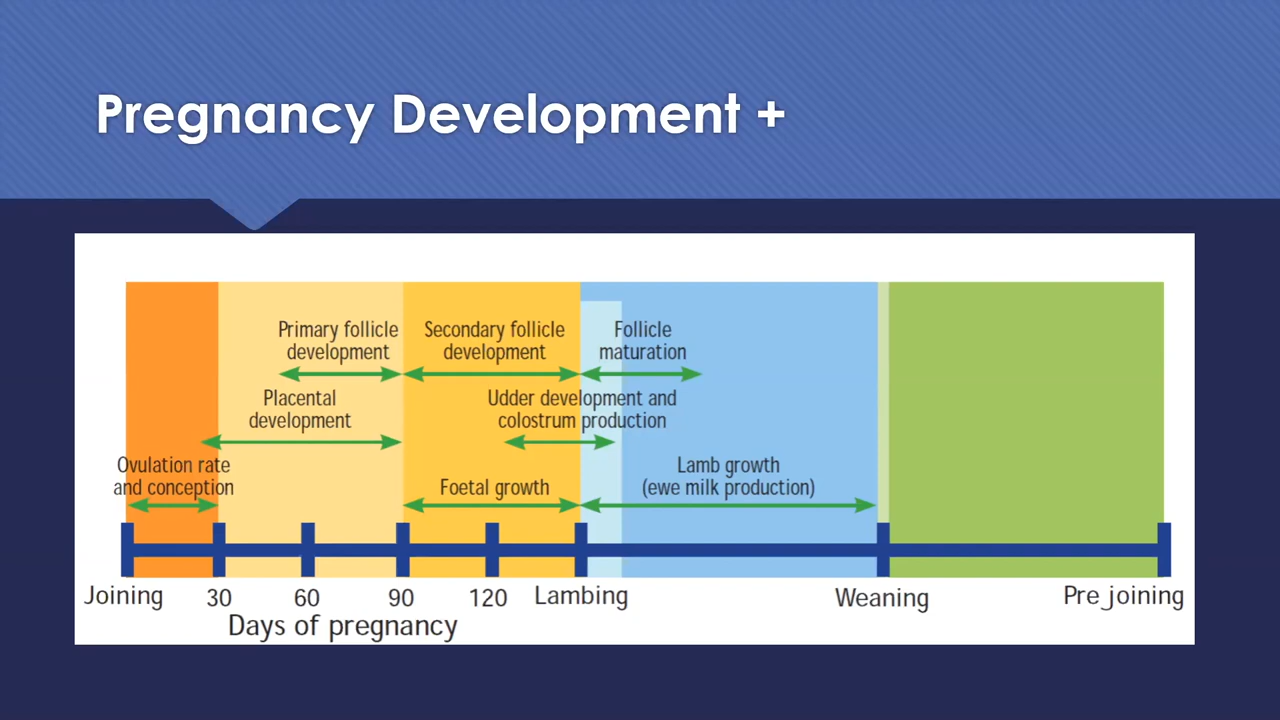 Pregnancy Development +
Primary follicle
development
Secondary follicle
development
Follicle
maturation
Placental
development
Udder development and
colostrum production
Ovulation rate
and conception
Foetal growth
Lamb growth
(ewe milk production)
Joining 30 60 90 120 Lambing Weaning Pre joining
Days of pregnancy